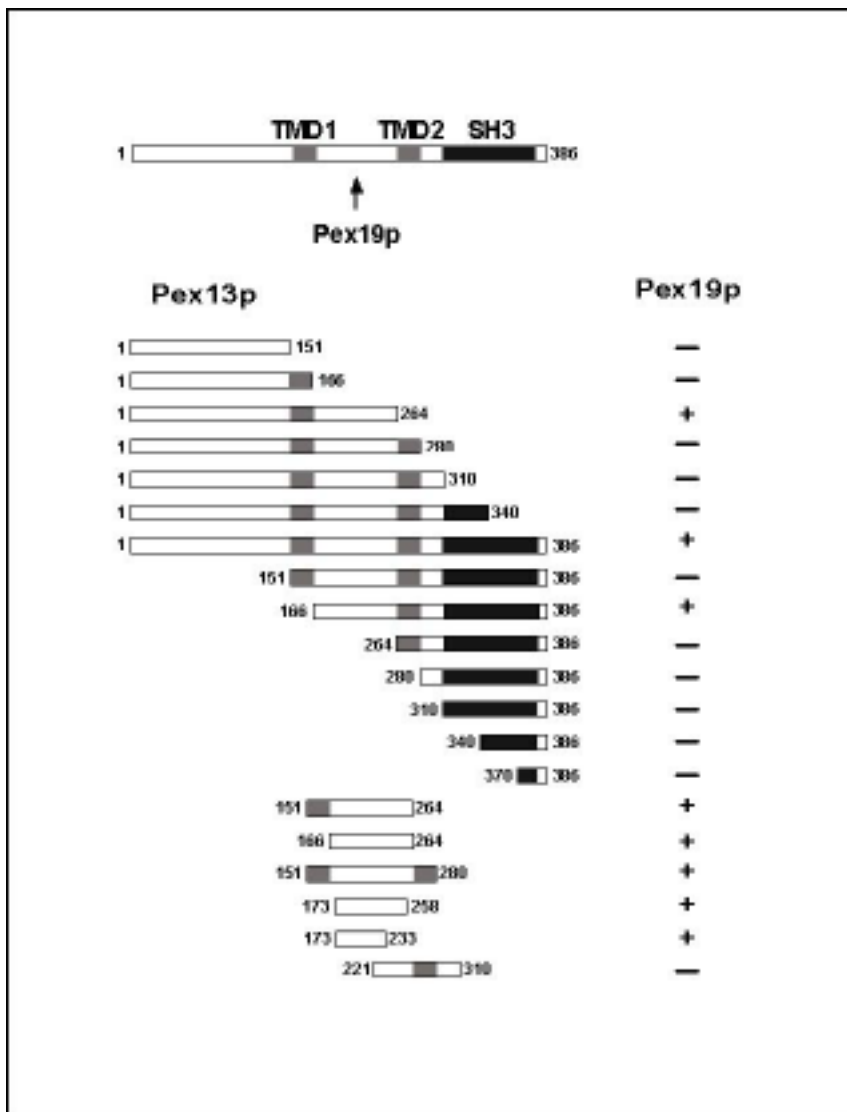 TMD1 TMD2 SH3
1 386
Pex19p
Pex13p Pex19p
1 151 –
1 166 –
1 264 +
1 280 –
1 310 –
1 340 –
1 386 +
151 386 –
166 386 +
264 386 –
280 386 –
310 386 –
340 386 –
370 386 –
151 264 +
166 264 +
151 280 +
173 258 +
173 233 +
221 310 –